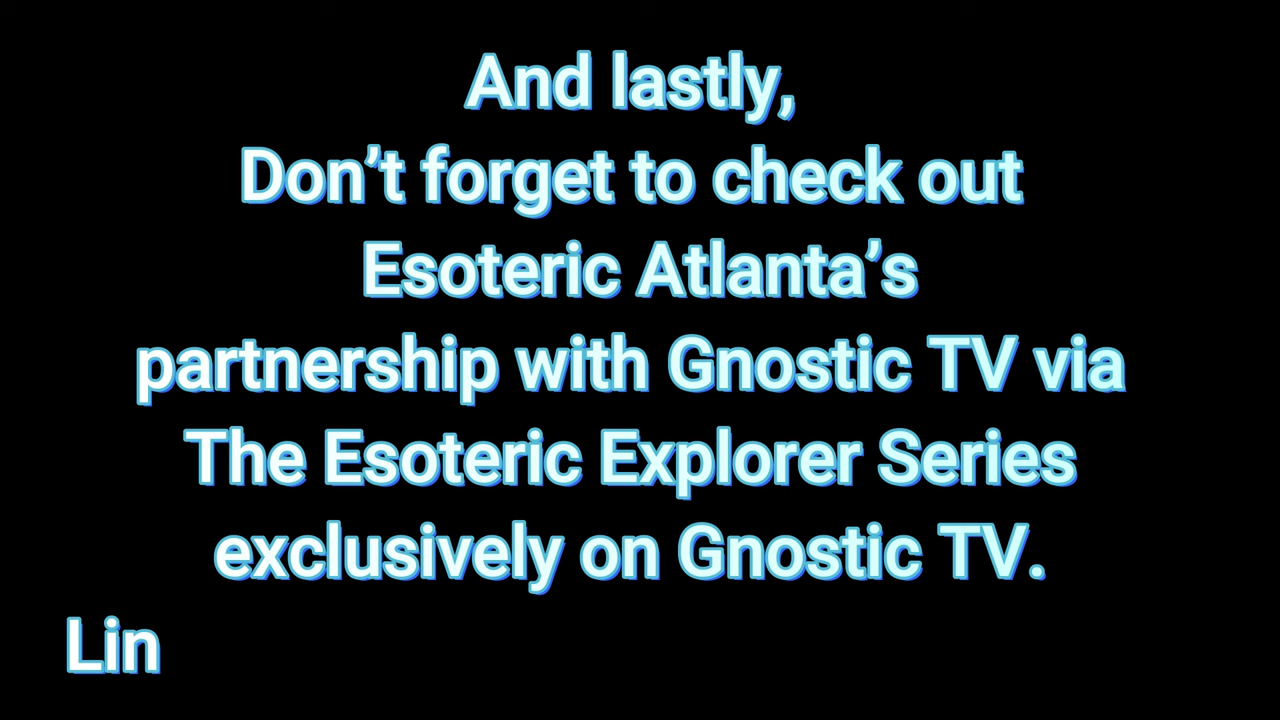 And lastly,
Don’t forget to check out
Esoteric Atlanta’s
partnership with Gnostic TV via
The Esoteric Explorer Series
exclusively on Gnostic TV.
Lin